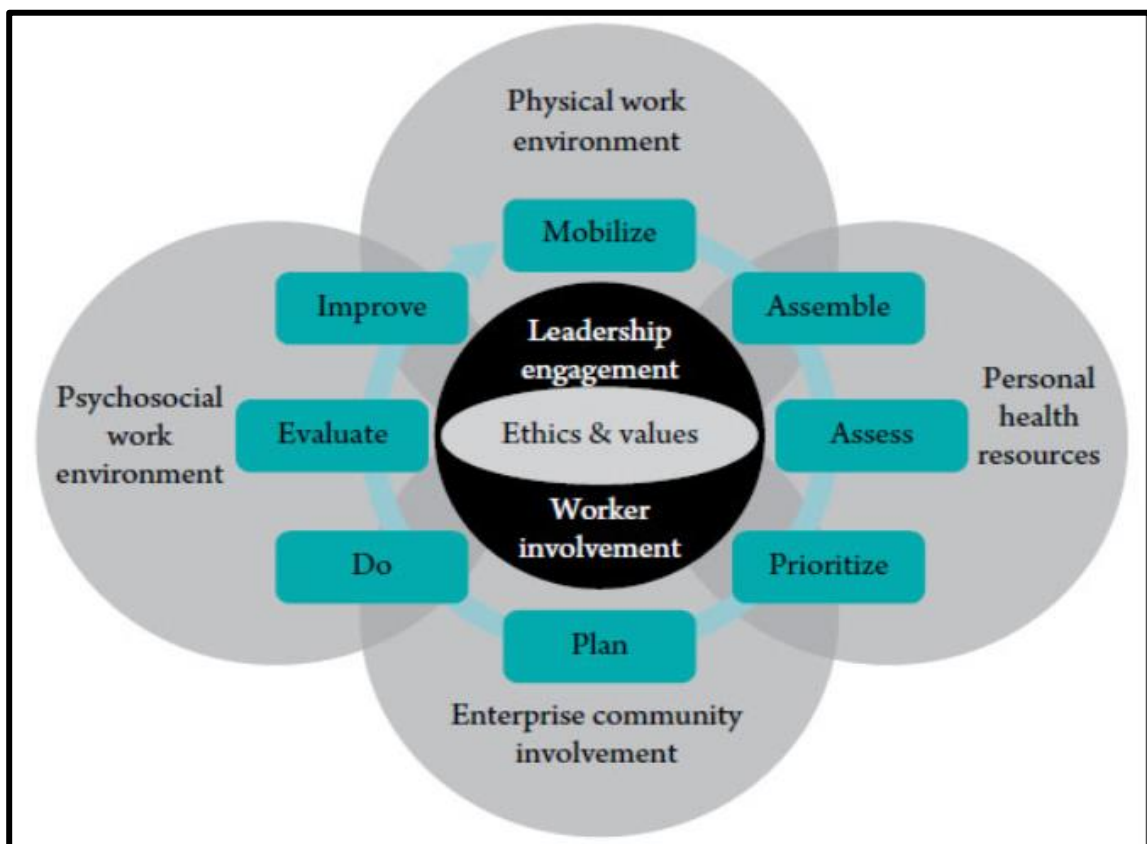 Physical work
environment
Mobilize
Improve
Assemble
Leadership
engagement
Psychosocial
work
environment
Evaluate
Ethics & values
Assess
Personal
health
resources
Worker
involvement
Do
Prioritize
Plan
Enterprise community
involvement